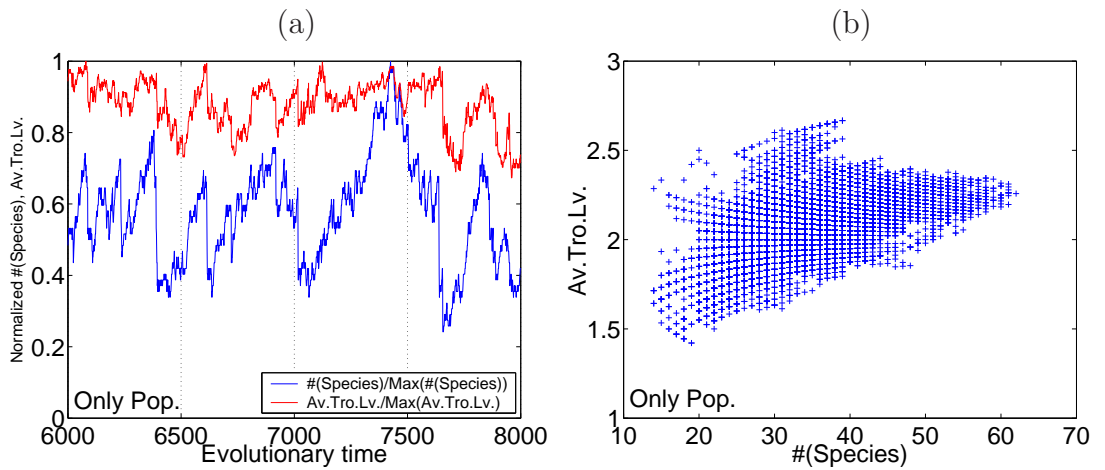 (a)
Normalized #(Species), Av.Tro.Lv.
1
0.8
0.6
0.4
0.2
0
#(Species)/Max(#(Species))
Av.Tro.Lv./Max(Av.Tro.Lv.)
Only Pop.
6000 6500 7000 7500 8000
Evolutionary time
(b)
Av.Tro.Lv.
3
2.5
2
1.5
1
Only Pop.
10 20 30 40 50 60 70
#(Species)